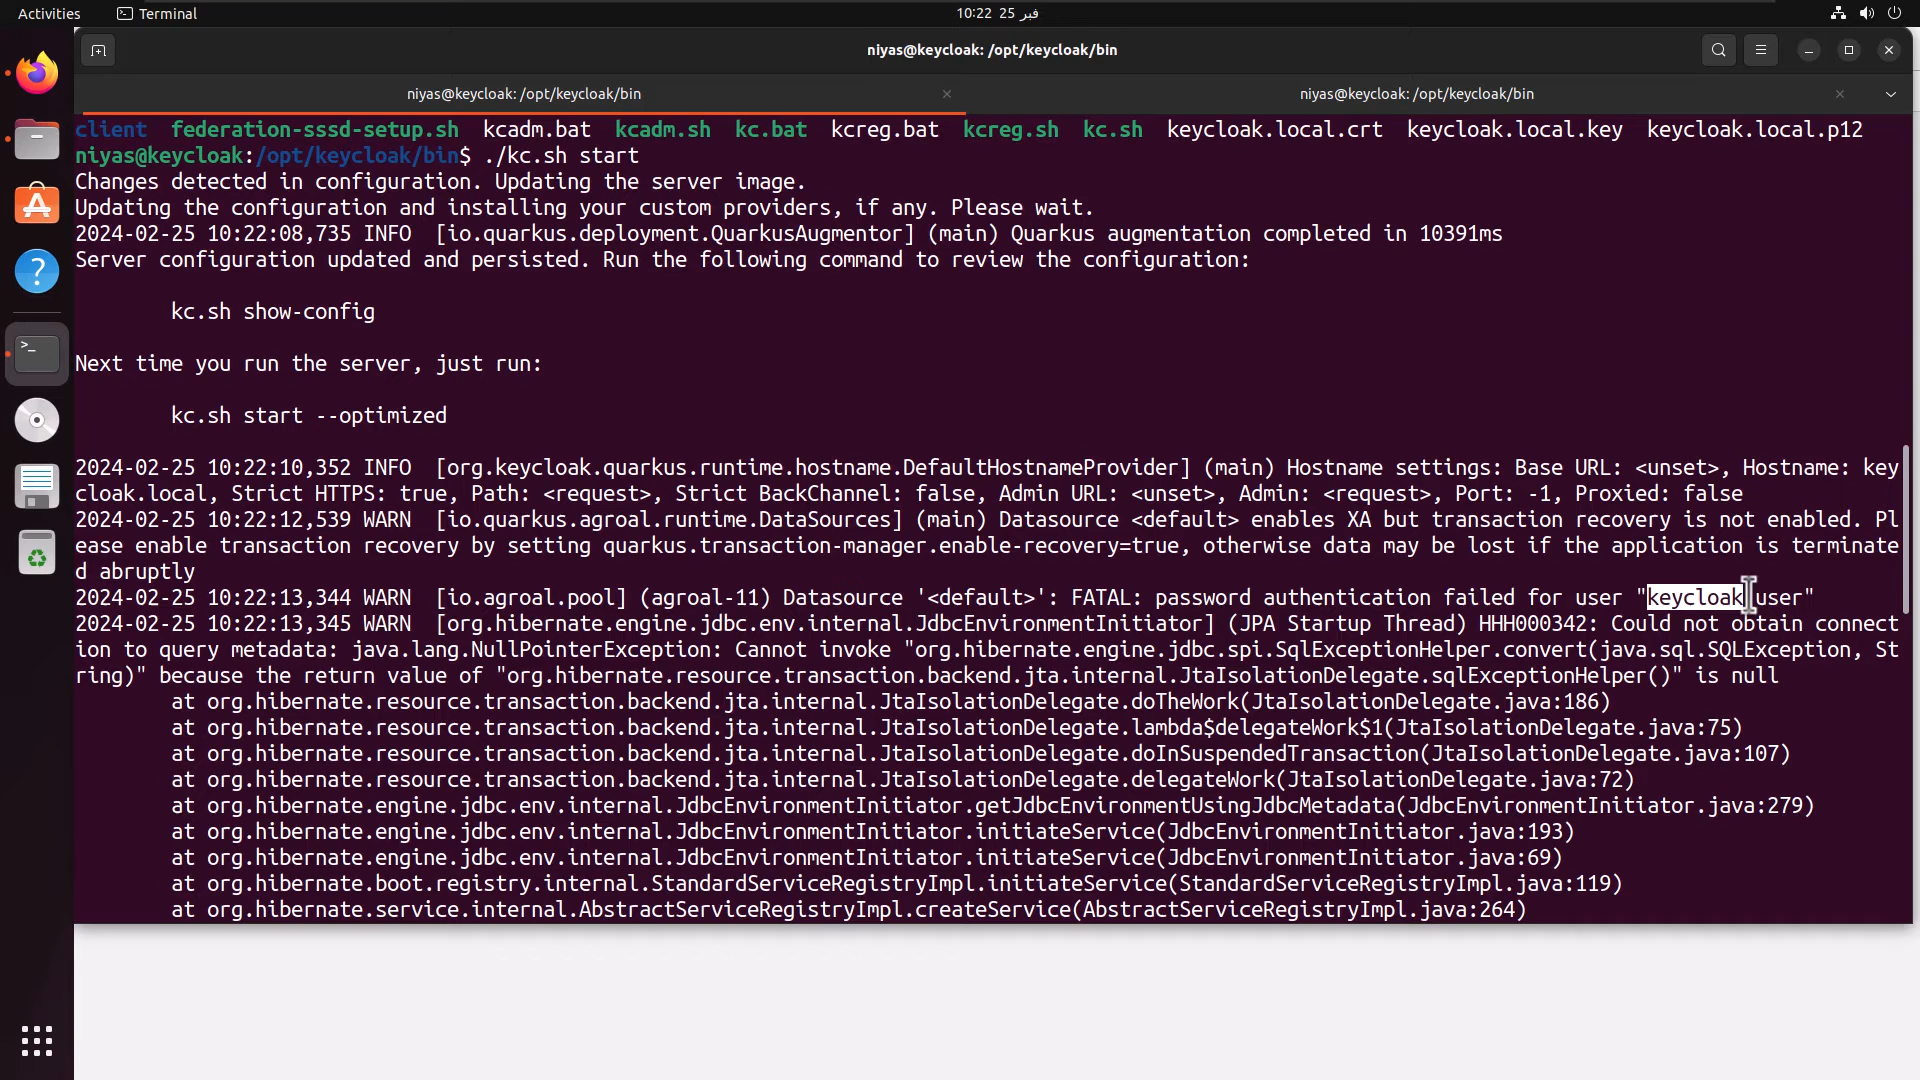 Activities
Terminal
10:22 25 فبر
niyas@keycloak: /opt/keycloak/bin
niyas@keycloak: /opt/keycloak/bin
niyas@keycloak: /opt/keycloak/bin
client federation-sssd-setup.sh kcadm.bat kcadm.sh kc.bat kcreg.bat kcreg.sh kc.sh keycloak.local.crt keycloak.local.key keycloak.local.p12
niyas@keycloak:/opt/keycloak/bin$ ./kc.sh start
Changes detected in configuration. Updating the server image.
Updating the configuration and installing your custom providers, if any. Please wait.
2024-02-25 10:22:08,735 INFO [io.quarkus.deployment.QuarkusAugmentor] (main) Quarkus augmentation completed in 10391ms
Server configuration updated and persisted. Run the following command to review the configuration:
kc.sh show-config
Next time you run the server, just run:
kc.sh start --optimized
2024-02-25 10:22:10,352 INFO [org.keycloak.quarkus.runtime.hostname.DefaultHostnameProvider] (main) Hostname settings: Base URL: <unset>, Hostname: key
cloak.local, Strict HTTPS: true, Path: <request>, Strict BackChannel: false, Admin URL: <unset>, Admin: <request>, Port: -1, Proxied: false
2024-02-25 10:22:12,539 WARN [io.quarkus.agroal.runtime.DataSources] (main) Datasource <default> enables XA but transaction recovery is not enabled. Pl
ease enable transaction recovery by setting quarkus.transaction-manager.enable-recovery=true, otherwise data may be lost if the application is terminate
d abruptly
2024-02-25 10:22:13,344 WARN [io.agroal.pool] (agroal-11) Datasource '<default>': FATAL: password authentication failed for user "keycloak user"
2024-02-25 10:22:13,345 WARN [org.hibernate.engine.jdbc.env.internal.JdbcEnvironmentInitiator] (JPA Startup Thread) HHH000342: Could not obtain connect
ion to query metadata: java.lang.NullPointerException: Cannot invoke "org.hibernate.engine.jdbc.spi.SqlExceptionHelper.convert(java.sql.SQLException, St
ring)" because the return value of "org.hibernate.resource.transaction.backend.jta.internal.JtaIsolationDelegate.sqlExceptionHelper()" is null
at org.hibernate.resource.transaction.backend.jta.internal.JtaIsolationDelegate.doTheWork(JtaIsolationDelegate.java:186)
at org.hibernate.resource.transaction.backend.jta.internal.JtaIsolationDelegate.lambda$delegateWork$1(JtaIsolationDelegate.java:75)
at org.hibernate.resource.transaction.backend.jta.internal.JtaIsolationDelegate.doInSuspendedTransaction(JtaIsolationDelegate.java:107)
at org.hibernate.resource.transaction.backend.jta.internal.JtaIsolationDelegate.delegateWork(JtaIsolationDelegate.java:72)
at org.hibernate.engine.jdbc.env.internal.JdbcEnvironmentInitiator.getJdbcEnvironmentUsingJdbcMetadata(JdbcEnvironmentInitiator.java:279)
at org.hibernate.engine.jdbc.env.internal.JdbcEnvironmentInitiator.initiateService(JdbcEnvironmentInitiator.java:193)
at org.hibernate.engine.jdbc.env.internal.JdbcEnvironmentInitiator.initiateService(JdbcEnvironmentInitiator.java:69)
at org.hibernate.boot.registry.internal.StandardServiceRegistryImpl.initiateService(StandardServiceRegistryImpl.java:119)
at org.hibernate.service.internal.AbstractServiceRegistryImpl.createService(AbstractServiceRegistryImpl.java:264)